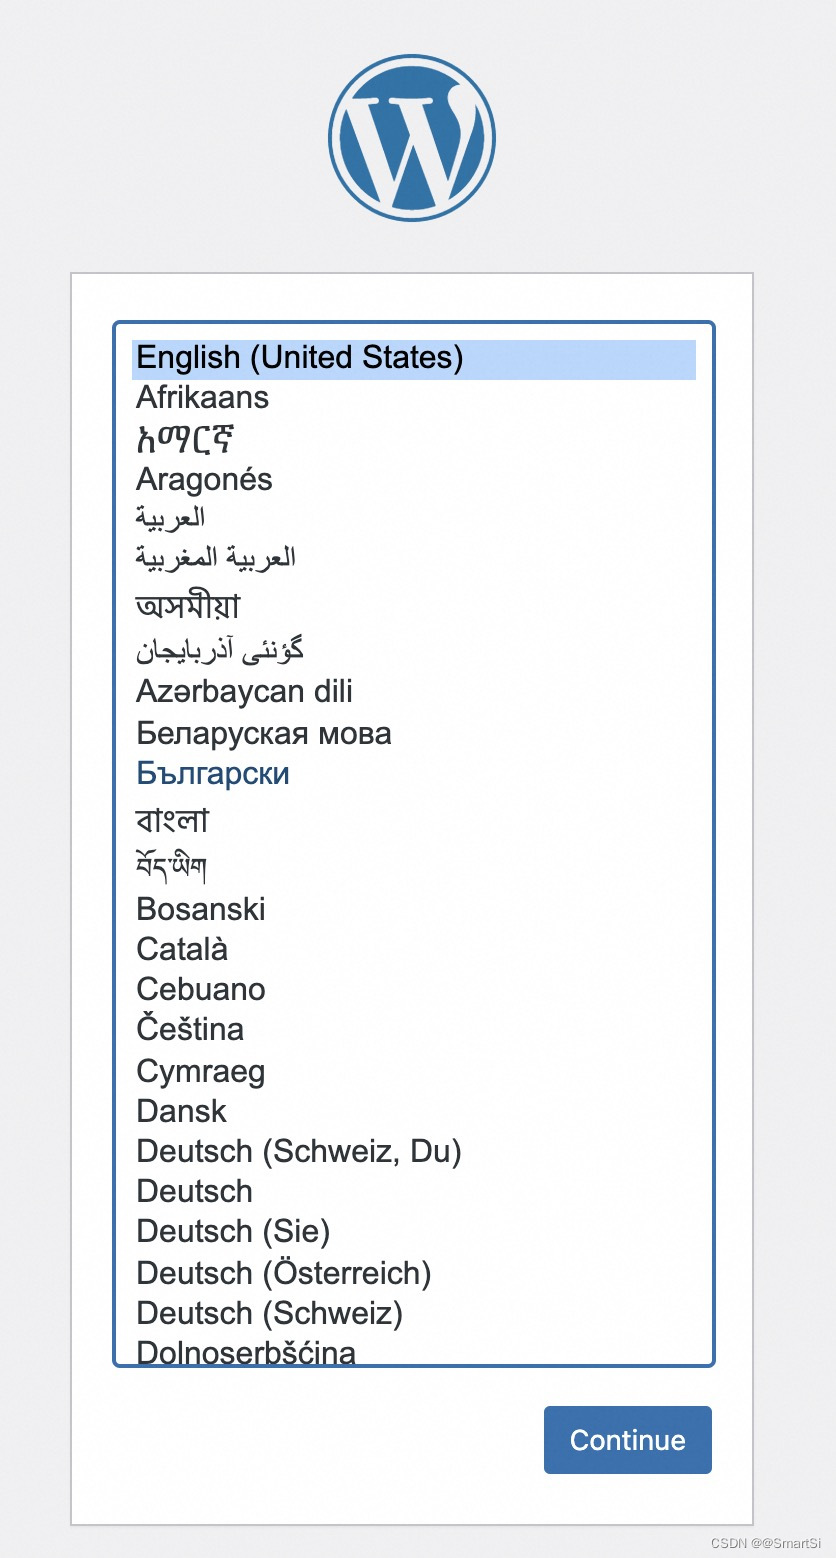 English (United States)
Afrikaans
አማርኛ
Aragonés
العربية
العربية المغربية
অসমীয়া
گؤنئی آذربایجان
Azərbaycan dili
Беларуская мова
Български
বাংলা
བོད་ཡིག
Bosanski
Català
Cebuano
Čeština
Cymraeg
Dansk
Deutsch (Schweiz, Du)
Deutsch
Deutsch (Sie)
Deutsch (Österreich)
Deutsch (Schweiz)
Dolnoserbšćina
Continue
CSDN @@SmartSi